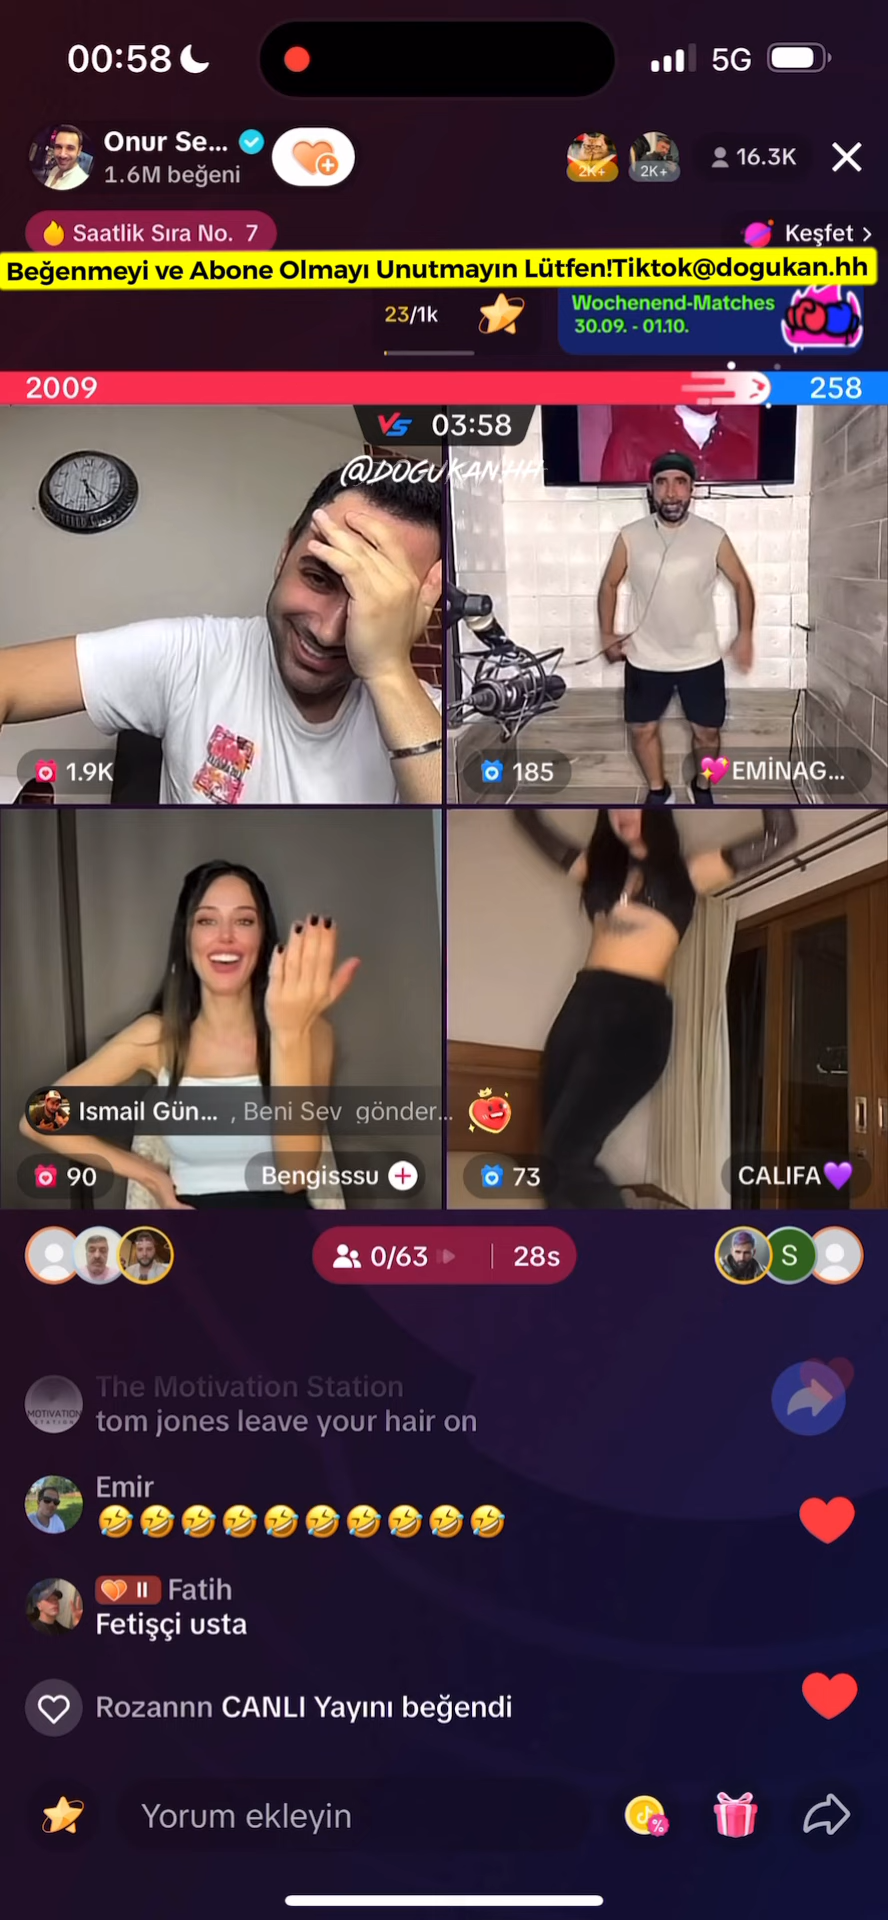 00:58
5G
Onur Se...
1.6M beğeni
2K+
2K+
16.3K
Saatlik Sıra No. 7
Keşfet >
Beğenmeyi ve Abone Olmayı Unutmayın Lütfen!Tiktok@dogukan.hh
23/1k
Wochenend-Matches
30.09. - 01.10.
2009
258
VS 03:58
@DOGUKAN.HH
1.9K
185
EMİNAG...
Ismail Gün... , Beni Sev gönder...
90
Bengisssu
73
CALIFA
0/63
28s
S
The Motivation Station
MOTIVATION
STATION
tom jones leave your hair on
Emir
II Fatih
Fetişçi usta
Rozannn CANLI Yayını beğendi
Yorum ekleyin